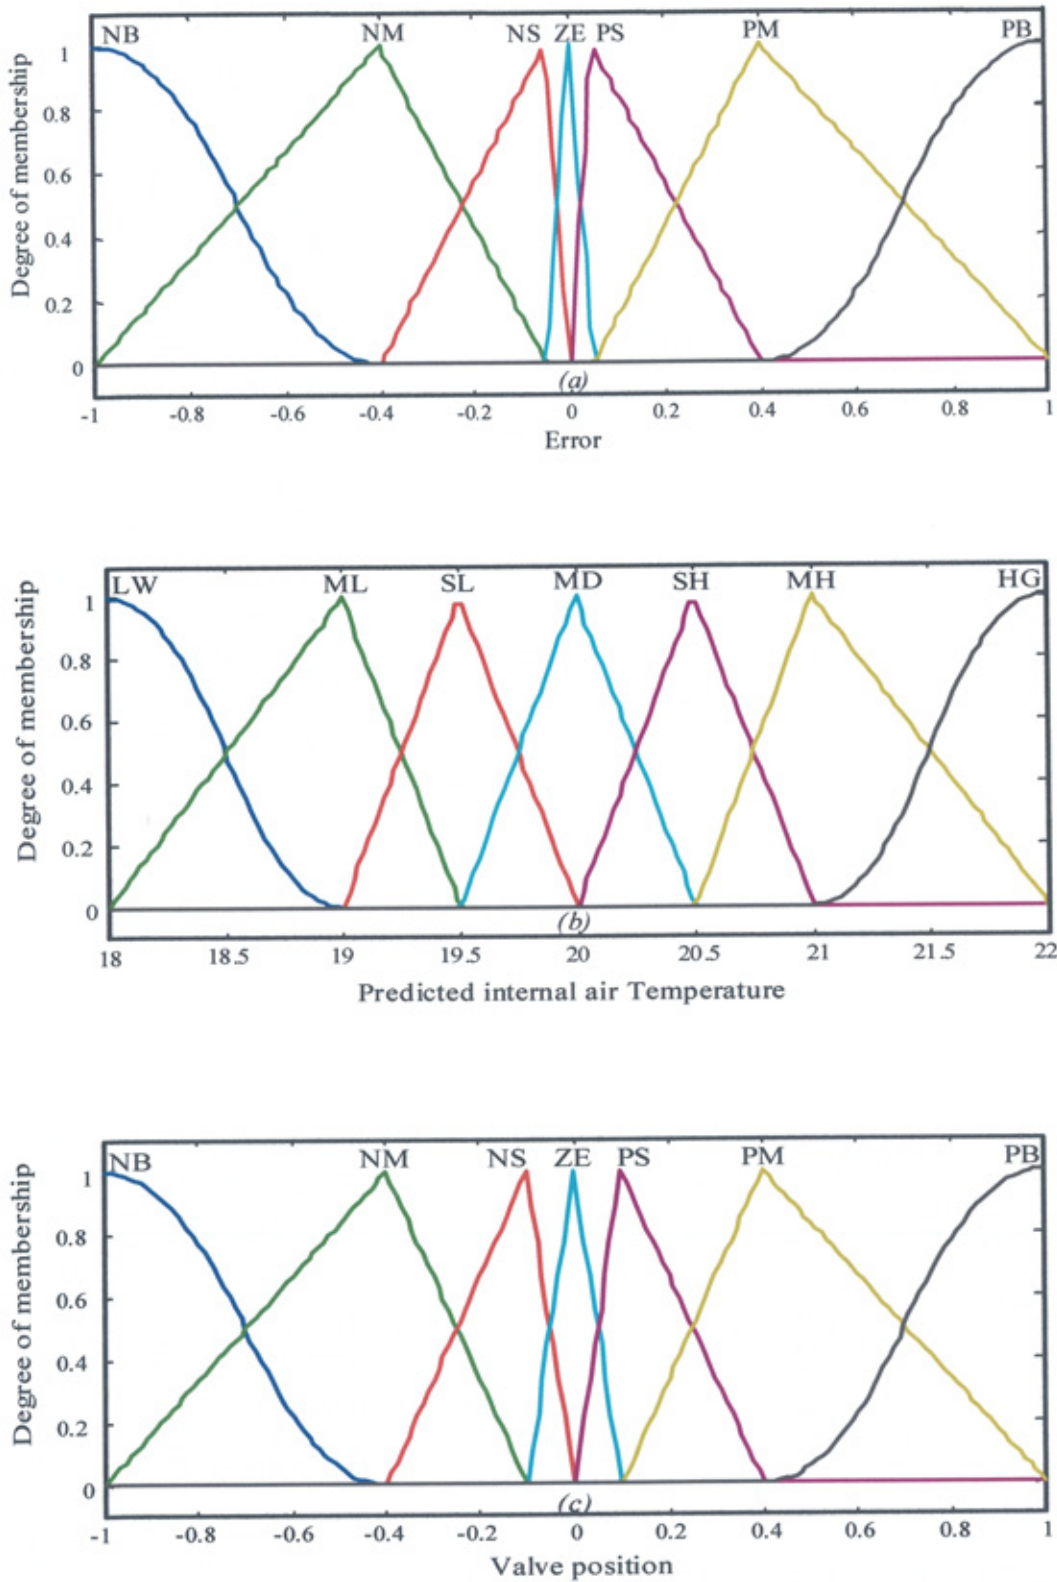 NB NM NS ZE PS PM PB
1
0.8
0.6
0.4
0.2
0
Degree of membership
(a)
-1 -0.8 -0.6 -0.4 -0.2 0 0.2 0.4 0.6 0.8 1
Error
LW ML SL MD SH MH HG
1
0.8
0.6
0.4
0.2
0
Degree of membership
(b)
18 18.5 19 19.5 20 20.5 21 21.5 22
Predicted internal air Temperature
NB NM NS ZE PS PM PB
1
0.8
0.6
0.4
0.2
0
Degree of membership
(c)
-1 -0.8 -0.6 -0.4 -0.2 0 0.2 0.4 0.6 0.8 1
Valve position